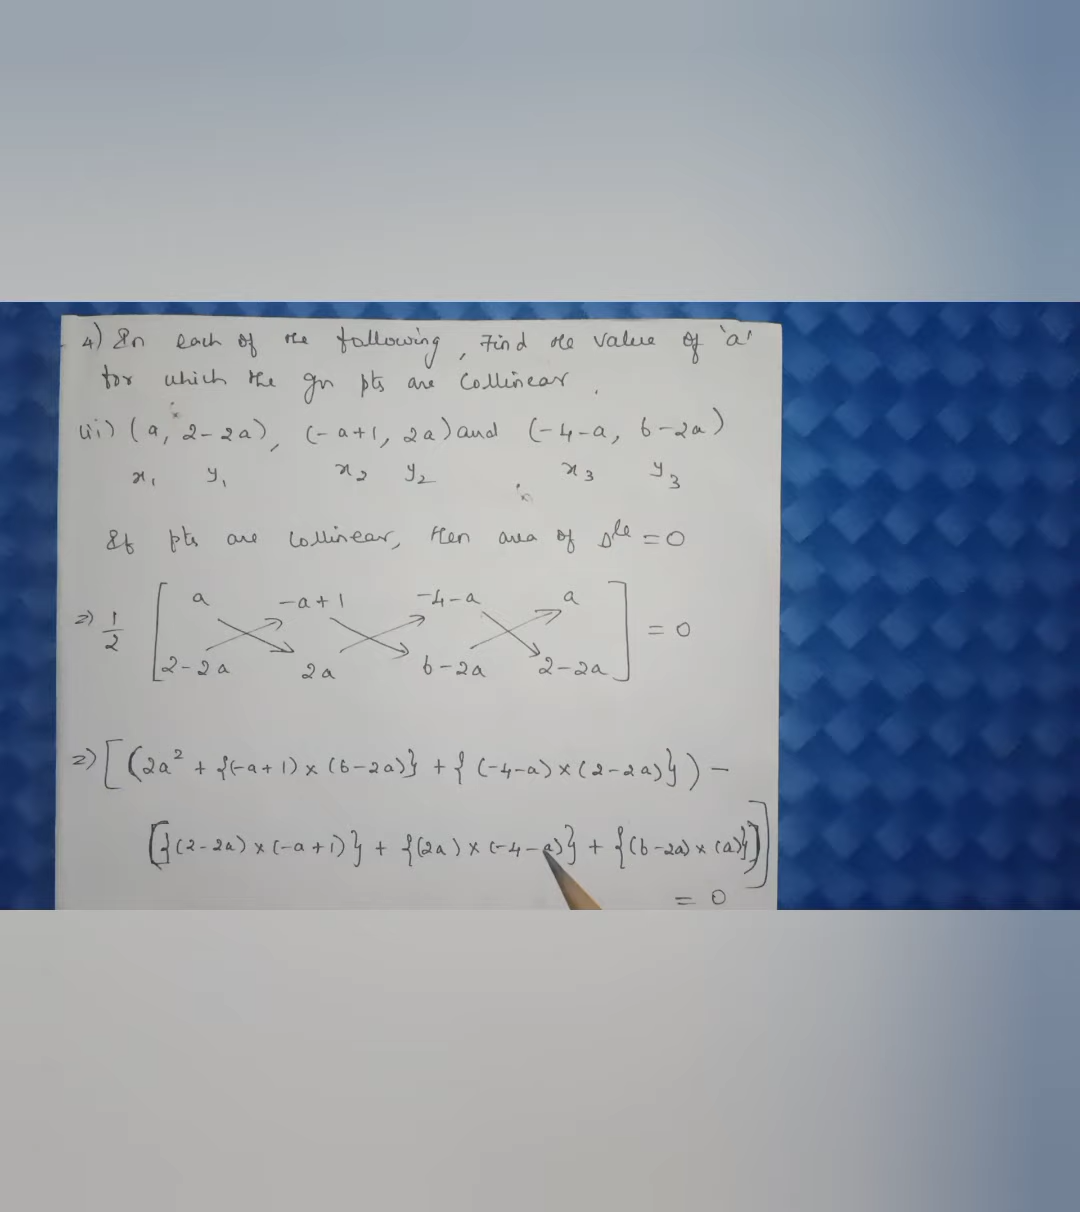 4) In each of the following, Find the value of 'a'
for which the gn pts are Collinear.
iii) (a, 2-2a), (-a+1, 2a) and (-4-a, 6-2a)
x₁ y₁ x₂ y₂ x₃ y₃
If pts are Collinear, then area of Δle = 0
⇒ 1/2 [ a -a+1 -4-a a
2-2a 2a 6-2a 2-2a ] = 0
⇒ [(2a² + {(-a+1) × (6-2a)} + { (-4-a) × (2-2a)} ) -
[{(2-2a) × (-a+1)} + {(2a) × (-4-a)} + {(6-2a) × (a)}]]
= 0